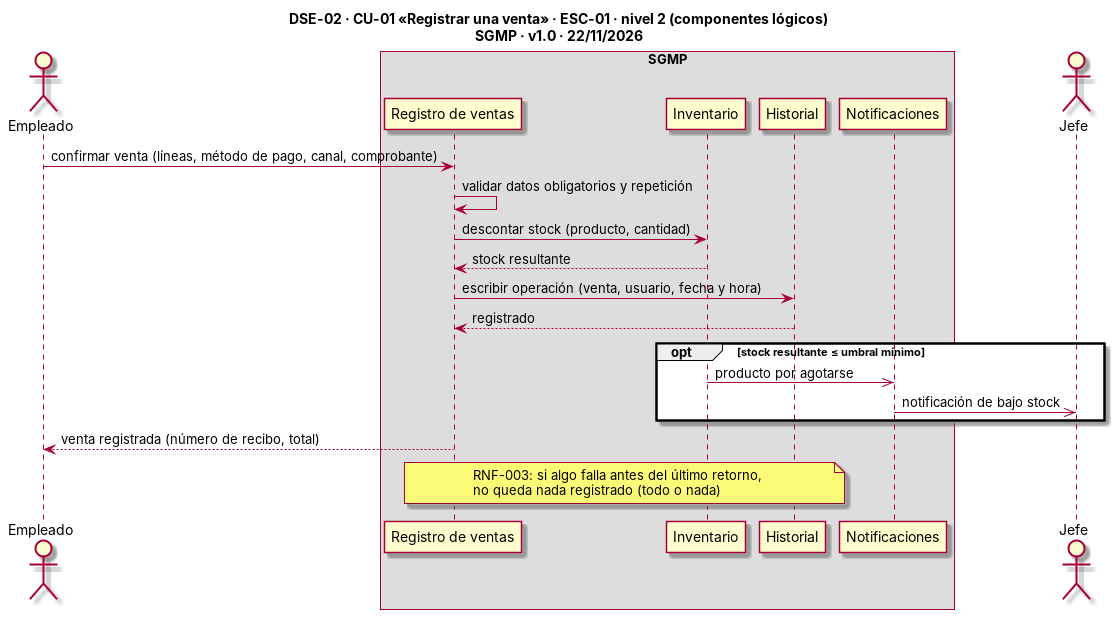 DSE-02 · CU-01 «Registrar una venta» · ESC-01 · nivel 2 (componentes lógicos)
SGMP · v1.0 · 22/11/2026
SGMP
Empleado
Registro de ventas
Inventario
Historial
Notificaciones
Jefe
confirmar venta (líneas, método de pago, canal, comprobante)
validar datos obligatorios y repetición
descontar stock (producto, cantidad)
stock resultante
escribir operación (venta, usuario, fecha y hora)
registrado
opt
[stock resultante ≤ umbral mínimo]
producto por agotarse
notificación de bajo stock
venta registrada (número de recibo, total)
RNF-003: si algo falla antes del último retorno,
no queda nada registrado (todo o nada)
Empleado
Registro de ventas
Inventario
Historial
Notificaciones
Jefe